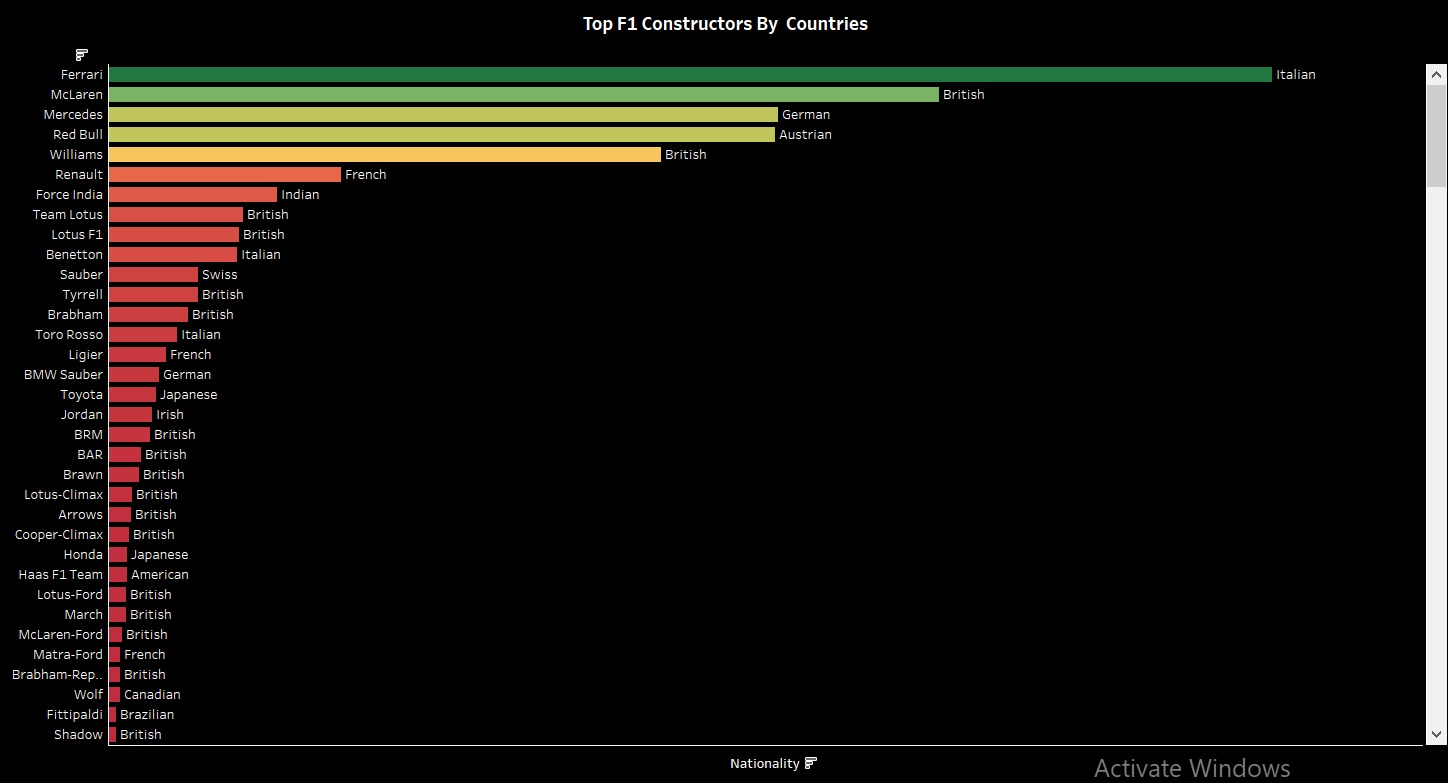 Top F1 Constructors By Countries
Ferrari Italian
McLaren British
Mercedes German
Red Bull Austrian
Williams British
Renault French
Force India Indian
Team Lotus British
Lotus F1 British
Benetton Italian
Sauber Swiss
Tyrrell British
Brabham British
Toro Rosso Italian
Ligier French
BMW Sauber German
Toyota Japanese
Jordan Irish
BRM British
BAR British
Brawn British
Lotus-Climax British
Arrows British
Cooper-Climax British
Honda Japanese
Haas F1 Team American
Lotus-Ford British
March British
McLaren-Ford British
Matra-Ford French
Brabham-Rep.. British
Wolf Canadian
Fittipaldi Brazilian
Shadow British
Nationality
Activate Windows